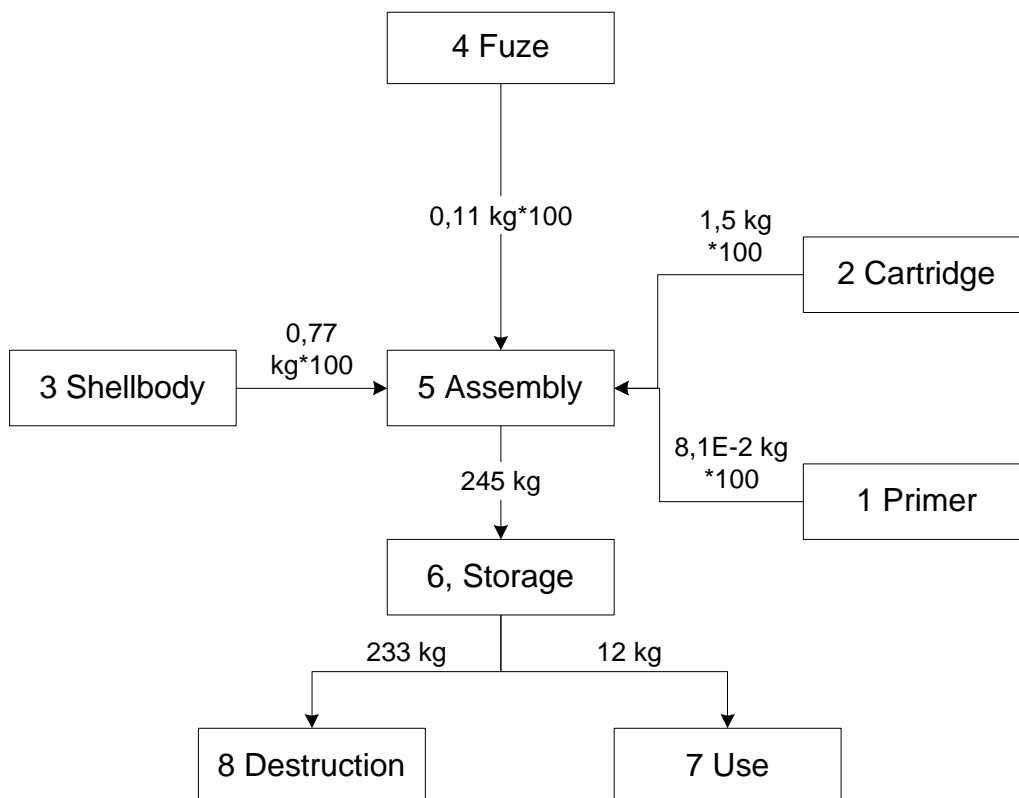 4 Fuze
0,11 kg*100
1,5 kg
*100
2 Cartridge
0,77
kg*100
3 Shellbody
5 Assembly
8,1E-2 kg
*100
1 Primer
245 kg
6, Storage
233 kg
12 kg
8 Destruction
7 Use